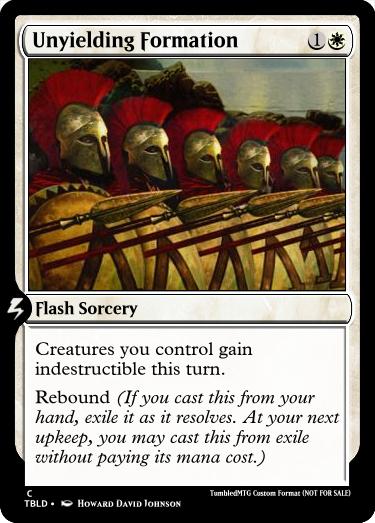 Unyielding Formation 1
Flash Sorcery
Creatures you control gain
indestructible this turn.
Rebound (If you cast this from your
hand, exile it as it resolves. At your next
upkeep, you may cast this from exile
without paying its mana cost.)
C
TBLD • Howard David Johnson
TumbledMTG Custom Format (NOT FOR SALE)